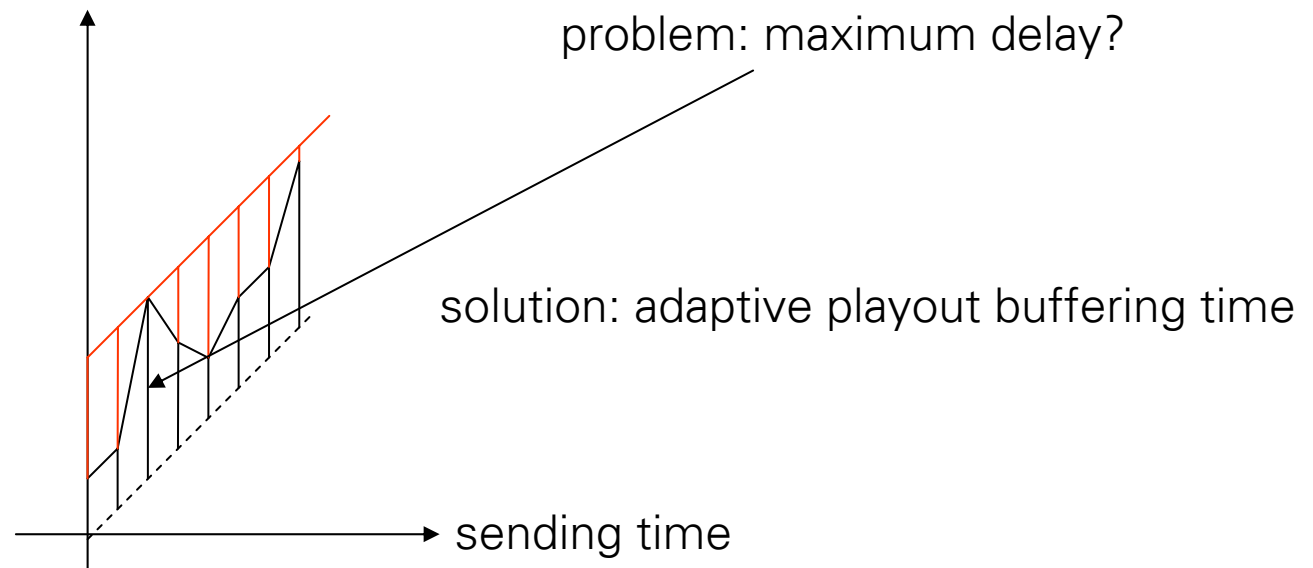 problem: maximum delay?
solution: adaptive playout buffering time
sending time